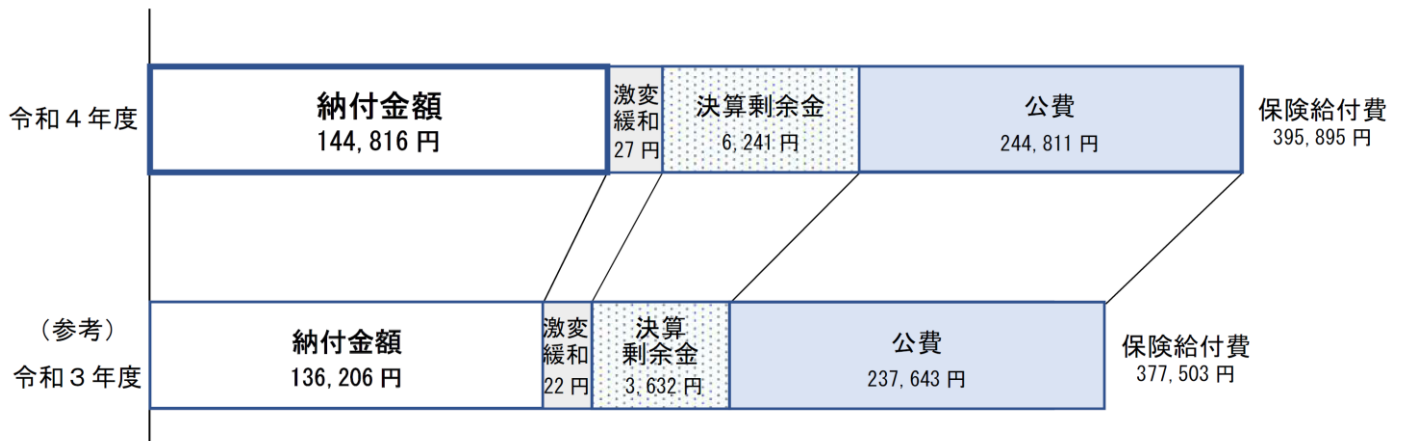 令和４年度
納付金額
144,816 円
激変
緩和
27 円
決算剰余金
6,241 円
公費
244,811 円
保険給付費
395,895 円
（参考）
令和３年度
納付金額
136,206 円
激変
緩和
22 円
決算
剰余金
3,632 円
公費
237,643 円
保険給付費
377,503 円